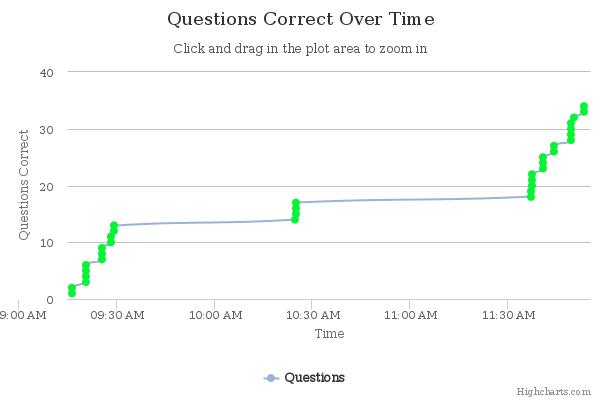 Questions Correct Over Time
Click and drag in the plot area to zoom in
40
30
20
10
0
Questions Correct
9:00 AM 09:30 AM 10:00 AM 10:30 AM 11:00 AM 11:30 AM
Time
Questions
Highcharts.com